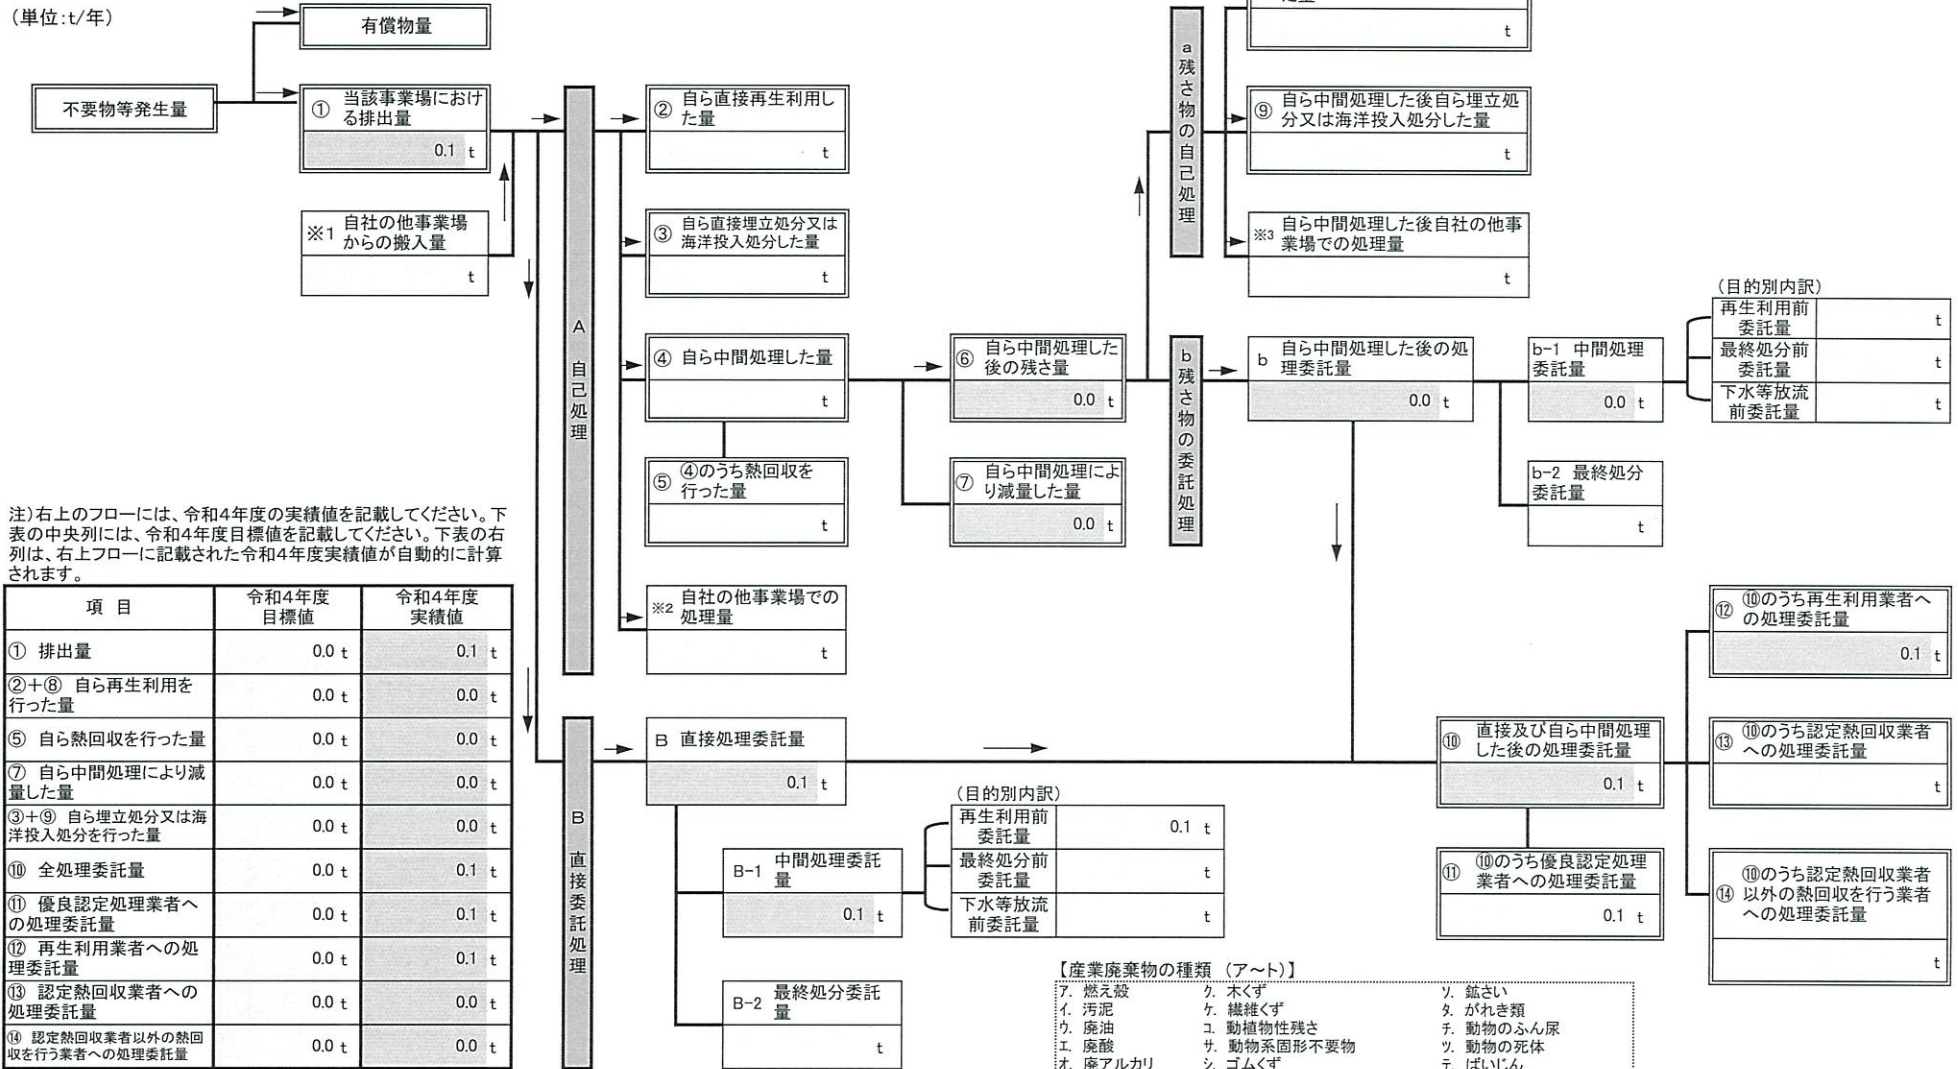 (単位:t/年)
有償物量
不要物等発生量
① 当該事業場におけ
る排出量
0.1 t
※1 自社の他事業場
からの搬入量
t
A 自己処理
② 自ら直接再生利用し
た量
t
③ 自ら直接埋立処分又は
海洋投入処分した量
t
④ 自ら中間処理した量
t
⑤ ④のうち熱回収を
行った量
t
※2 自社の他事業場での
処理量
t
⑥ 自ら中間処理した
後の残さ量
0.0 t
⑦ 自ら中間処理によ
り減量した量
0.0 t
a残さ物の自己処理
t
⑨ 自ら中間処理した後自ら埋立処
分又は海洋投入処分した量
t
※3 自ら中間処理した後自社の他事
業場での処理量
t
b残さ物の委託処理
b 自ら中間処理した後の処
理委託量
0.0 t
b-1 中間処理
委託量
0.0 t
(目的別内訳)
再生利用前
委託量
t
最終処分前
委託量
t
下水等放流
前委託量
t
b-2 最終処分
委託量
t
注)右上のフローには、令和4年度の実績値を記載してください。下
表の中央列には、令和4年度目標値を記載してください。下表の右
列は、右上フローに記載された令和4年度実績値が自動的に計算
されます。
項 目 令和4年度
目標値 令和4年度
実績値
① 排出量 0.0 t 0.1 t
②+⑧ 自ら再生利用を
行った量 0.0 t 0.0 t
⑤ 自ら熱回収を行った量 0.0 t 0.0 t
⑦ 自ら中間処理により減
量した量 0.0 t 0.0 t
③+⑨ 自ら埋立処分又は海
洋投入処分を行った量 0.0 t 0.0 t
⑩ 全処理委託量 0.0 t 0.1 t
⑪ 優良認定処理業者へ
の処理委託量 0.0 t 0.1 t
⑫ 再生利用業者への処
理委託量 0.0 t 0.1 t
⑬ 認定熱回収業者への
処理委託量 0.0 t 0.0 t
⑭ 認定熱回収業者以外の熱回
収を行う業者への処理委託量 0.0 t 0.0 t
B 直接委託処理
B 直接処理委託量
0.1 t
B-1 中間処理委託
量
0.1 t
(目的別内訳)
再生利用前
委託量
0.1 t
最終処分前
委託量
t
下水等放流
前委託量
t
B-2 最終処分委託
量
t
⑩ 直接及び自ら中間処理
した後の処理委託量
0.1 t
⑪ ⑩のうち優良認定処理
業者への処理委託量
0.1 t
⑫ ⑩のうち再生利用業者へ
の処理委託量
0.1 t
⑬ ⑩のうち認定熱回収業者
への処理委託量
t
⑭ ⑩のうち認定熱回収業者
以外の熱回収を行う業者
への処理委託量
t
【産業廃棄物の種類 (ア~ト)】
ア. 燃え殻 ク. 木くず ソ. 鉱さい
イ. 汚泥 ケ. 繊維くず タ. がれき類
ウ. 廃油 コ. 動植物性残さ チ. 動物のふん尿
エ. 廃酸 サ. 動物系固形不要物 ツ. 動物の死体
オ. 廃アルカリ シ. ゴムくず テ. ばいじん